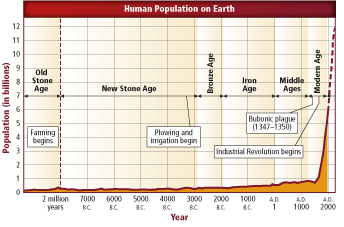 Human Population on Earth
Population (in billions)
12
11
10
9
8
7
6
5
4
3
2
1
0
Old
Stone
Age
New Stone Age
Bronze Age
Iron
Age
Middle
Ages
Modern Age
Farming
begins
Plowing and
irrigation begin
Bubonic plague
(1347–1350)
Industrial Revolution begins
2 million
years
7000
B.C.
6000
B.C.
5000
B.C.
4000
B.C.
3000
B.C.
2000
B.C.
1000
B.C.
A.D.
1
A.D.
1000
A.D.
2000
Year